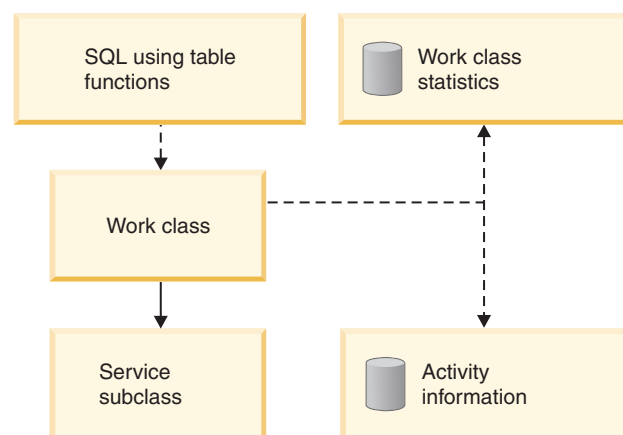 SQL using table
functions
Work class
statistics
Work class
Service
subclass
Activity
information